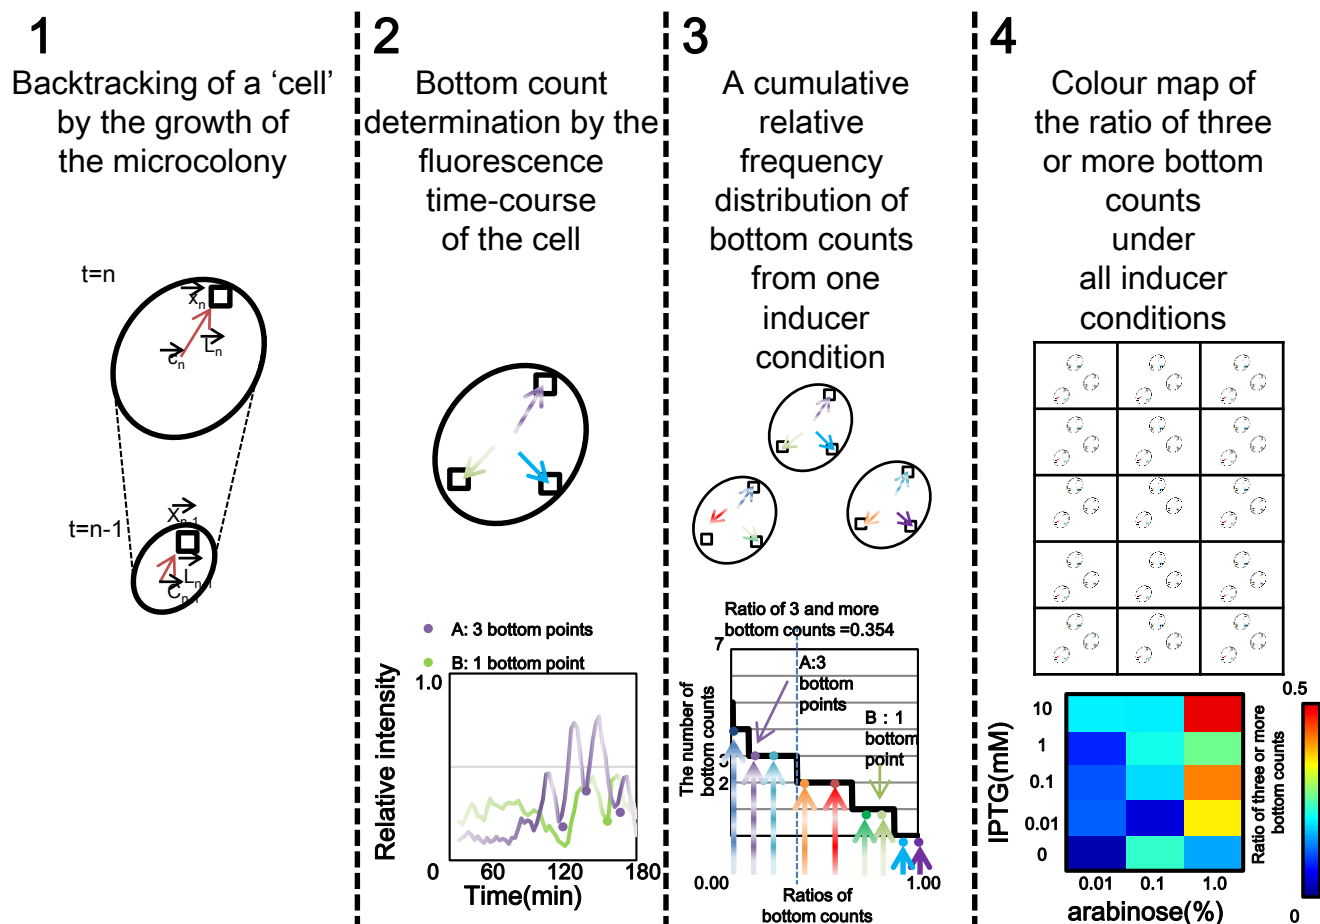 1
Backtracking of a ‘cell’
by the growth of
the microcolony
t=n
x n
L n
c n
t=n-1
X n-1
L n-1
C n-1
2
Bottom count
determination by the
fluorescence
time-course
of the cell
A: 3 bottom points
B: 1 bottom point
1.0
Relative intensity
0
0 60 120 180
Time(min)
3
A cumulative
relative
frequency
distribution of
bottom counts
from one
inducer
condition
Ratio of 3 and more
bottom counts =0.354
7
A:3
bottom
points
B : 1
bottom
point
The number of
bottom counts
3
2
0.00 1.00
Ratios of
bottom counts
4
Colour map of
the ratio of three
or more bottom
counts
under
all inducer
conditions
IPTG(mM)
10
1
0.1
0.01
0
0.01 0.1 1.0
arabinose(%)
0.5
Ratio of three or more
bottom counts
0